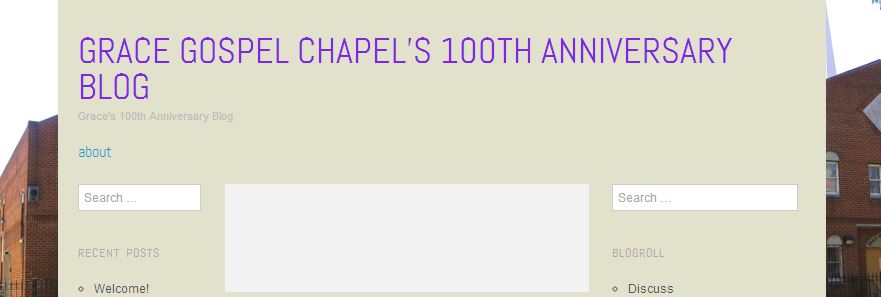 GRACE GOSPEL CHAPEL'S 100TH ANNIVERSARY
BLOG
Grace's 100th Anniversary Blog
about
Search ...
Search ...
RECENT POSTS
BLOGROLL
Welcome!
Discuss